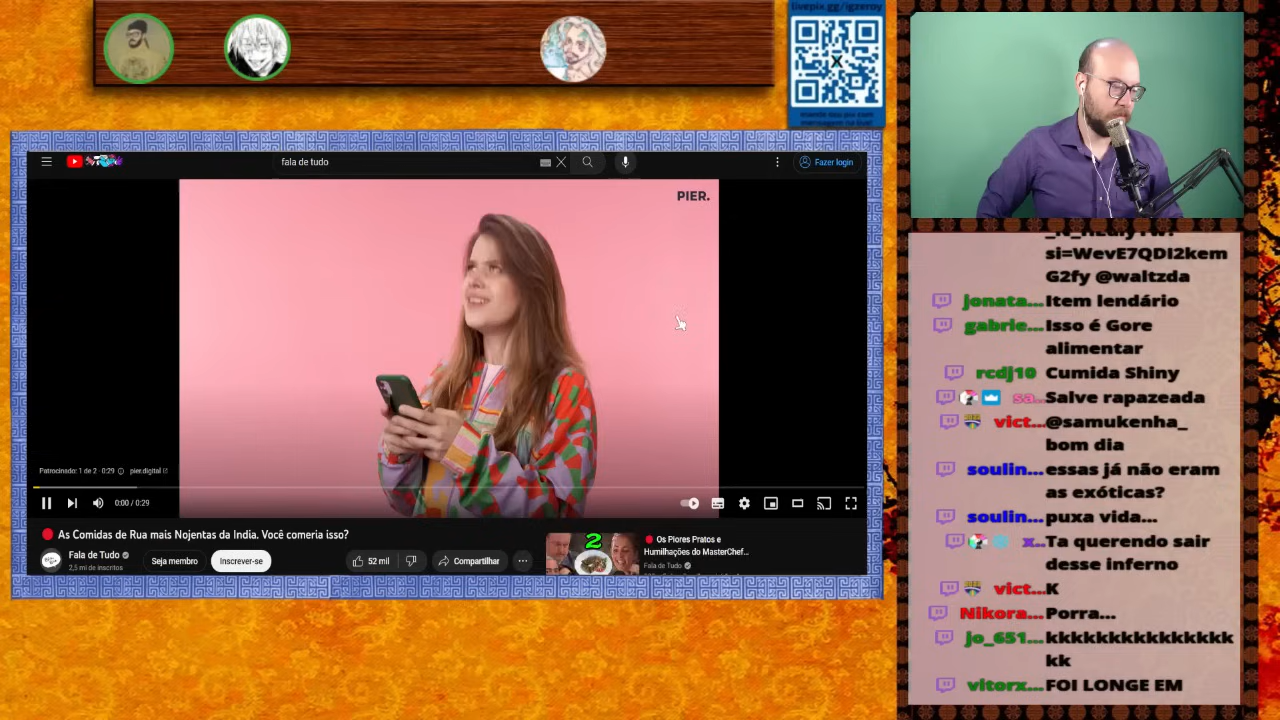 livepix.gg/igzeroy
X
fala de tudo
Fazer login
PIER.
Patrocinado: 1 de 2 · 0:29
pier.digital
0:00 / 0:29
As Comidas de Rua mais Nojentas da India. Você comeria isso?
Fala de Tudo
2,5 mi de inscritos
Seja membro
Inscrever-se
52 mil
Compartilhar
2
Os Piores Pratos e
Humilhações do MasterChef...
Fala de Tudo
si=WevE7QDI2kem
G2fy @waltzda
jonata... Item lendário
gabrie... Isso é Gore
alimentar
rcdj10 Cumida Shiny
sa.. Salve rapazeada
vict... @samukenha_
bom dia
soulin... essas já não eram
as exóticas?
soulin... puxa vida...
x.. Ta querendo sair
desse inferno
vict... K
Nikora... Porra...
jo_651... kkkkkkkkkkkkkkk
kk
vitorx... FOI LONGE EM